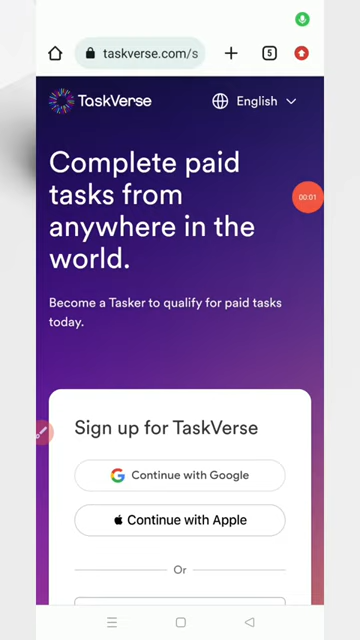 taskverse.com/s
5
TaskVerse
English
Complete paid
tasks from
anywhere in the
world.
00:01
Become a Tasker to qualify for paid tasks
today.
Sign up for TaskVerse
Continue with Google
Continue with Apple
Or